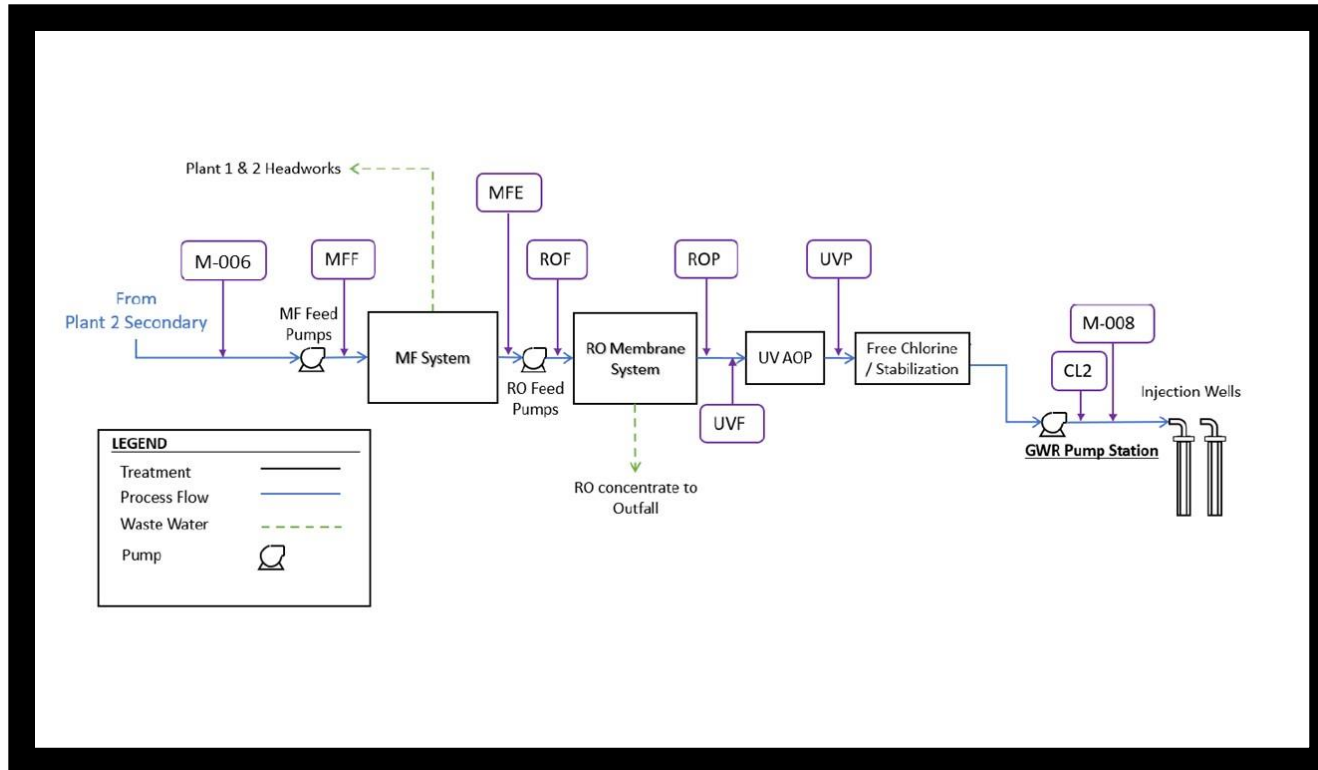 Plant 1 & 2 Headworks
MFE
M-006
MFF
ROF
ROP
UVP
From
Plant 2 Secondary
MF Feed
Pumps
MF System
RO Feed
Pumps
RO Membrane
System
UV AOP
UVF
Free Chlorine
/ Stabilization
M-008
CL2
Injection Wells
GWR Pump Station
RO concentrate to
Outfall
LEGEND
Treatment
Process Flow
Waste Water
Pump